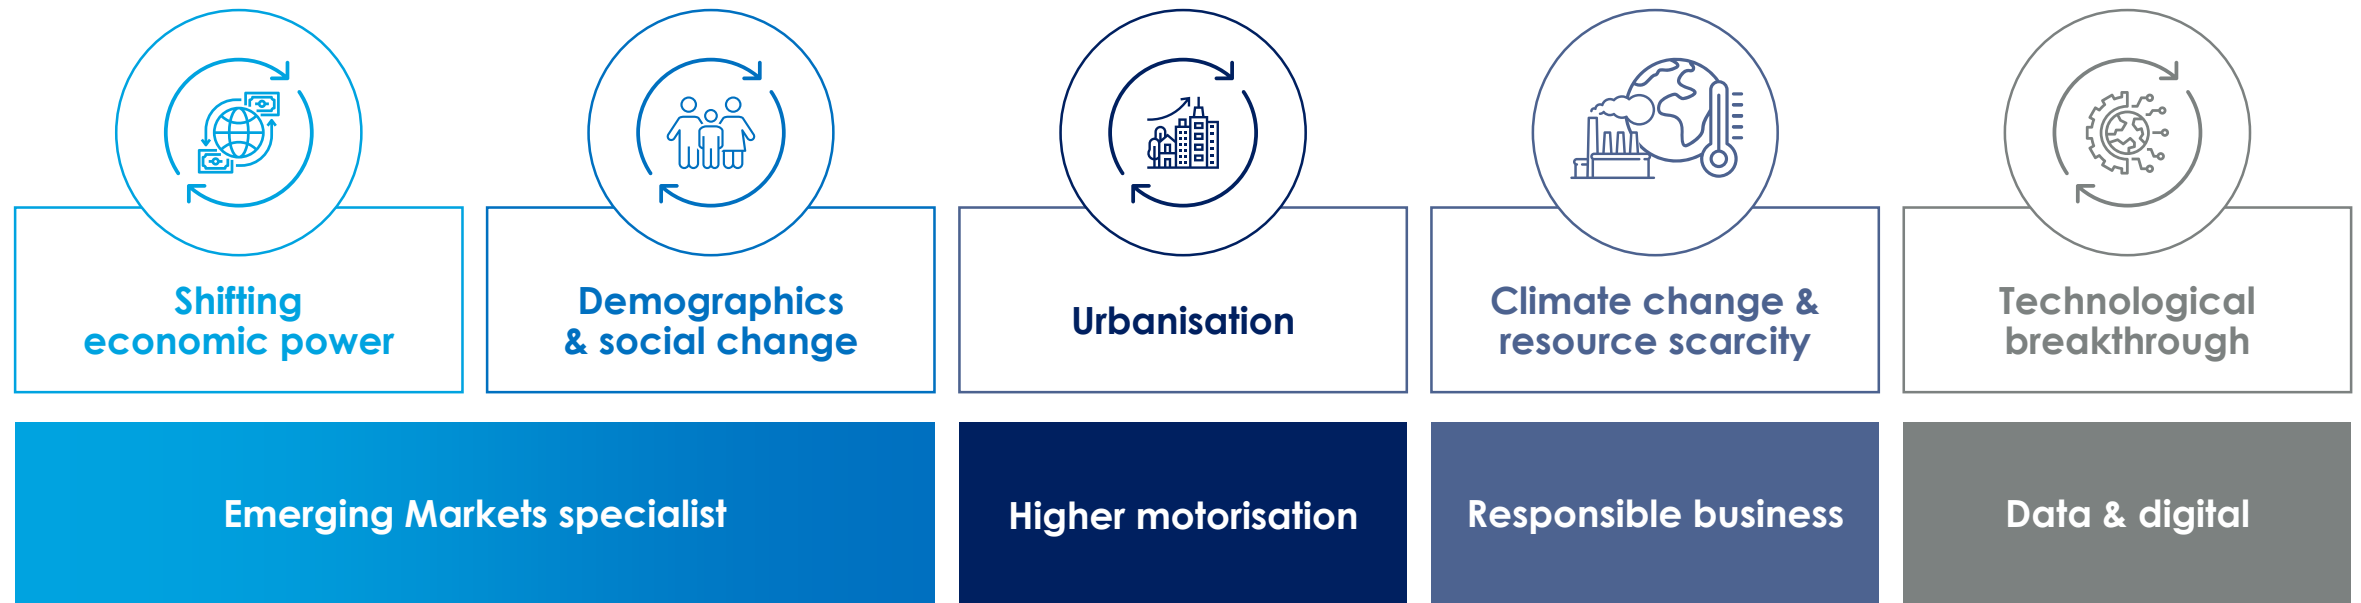 Shifting
economic power
Demographics
& social change
Urbanisation
Climate change &
resource scarcity
Technological
breakthrough
Emerging Markets specialist
Higher motorisation
Responsible business
Data & digital